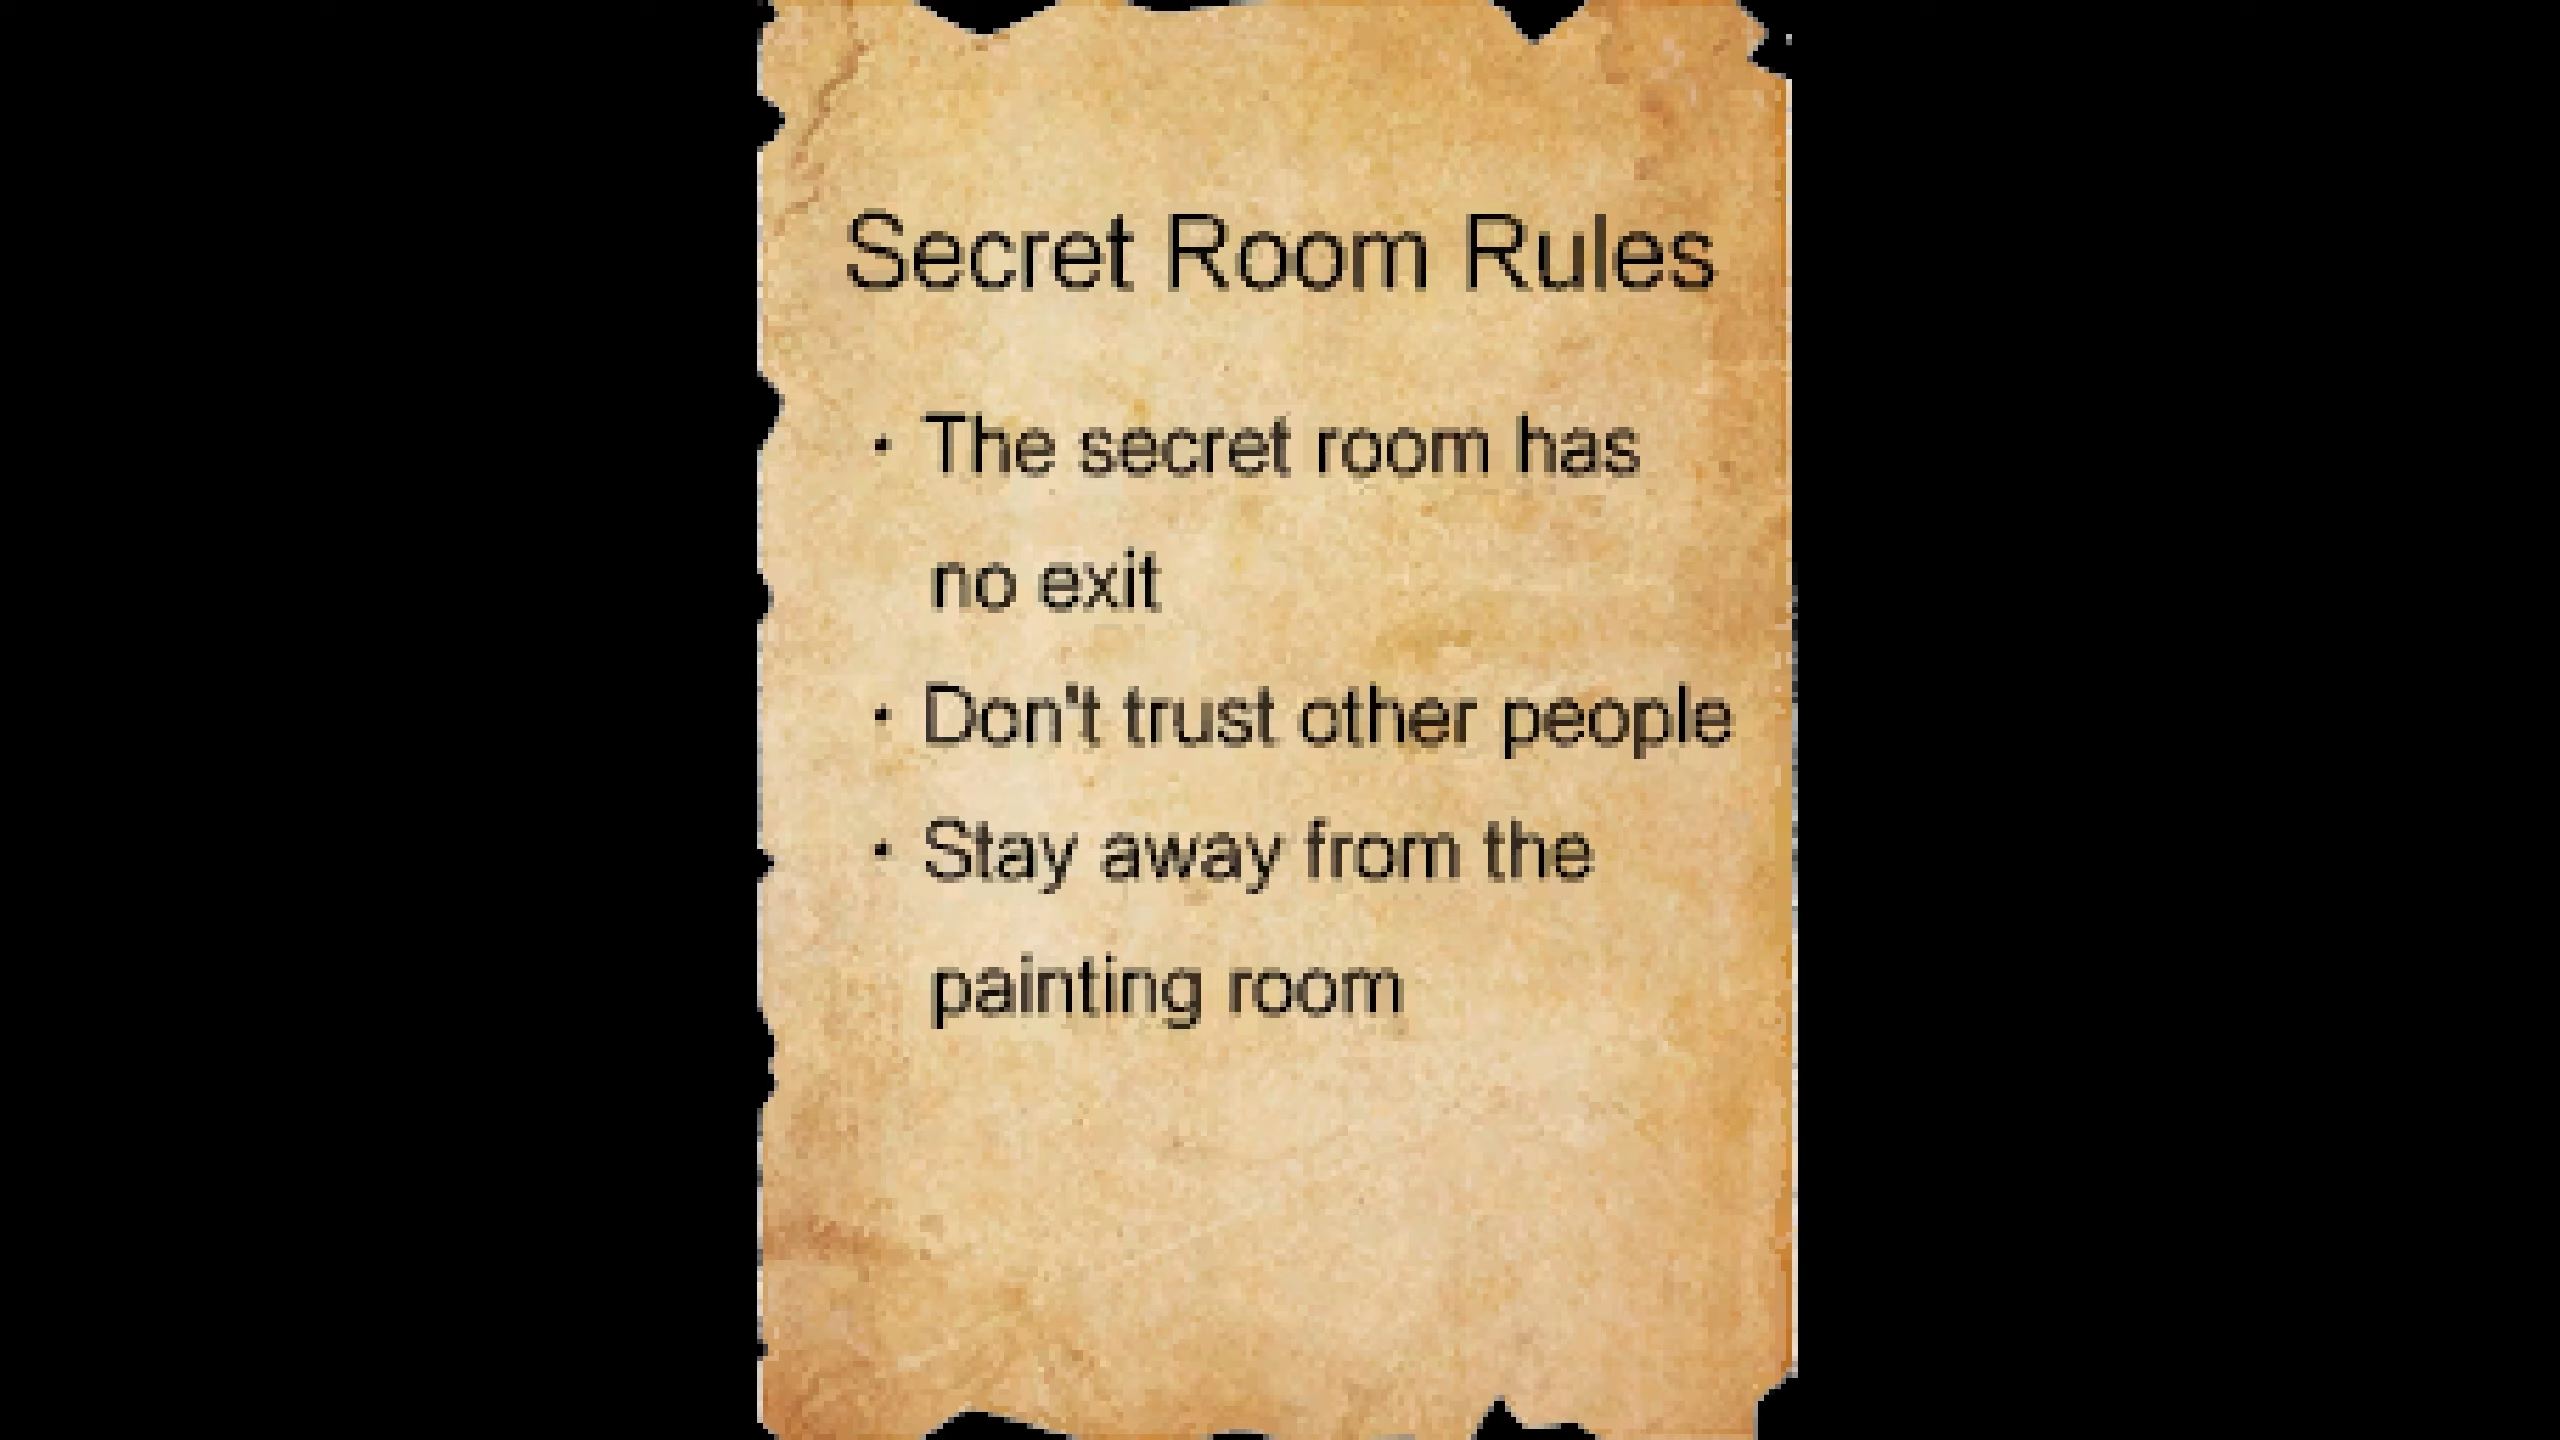 Secret Room Rules
· The secret room has
no exit
· Don't trust other people
· Stay away from the
painting room